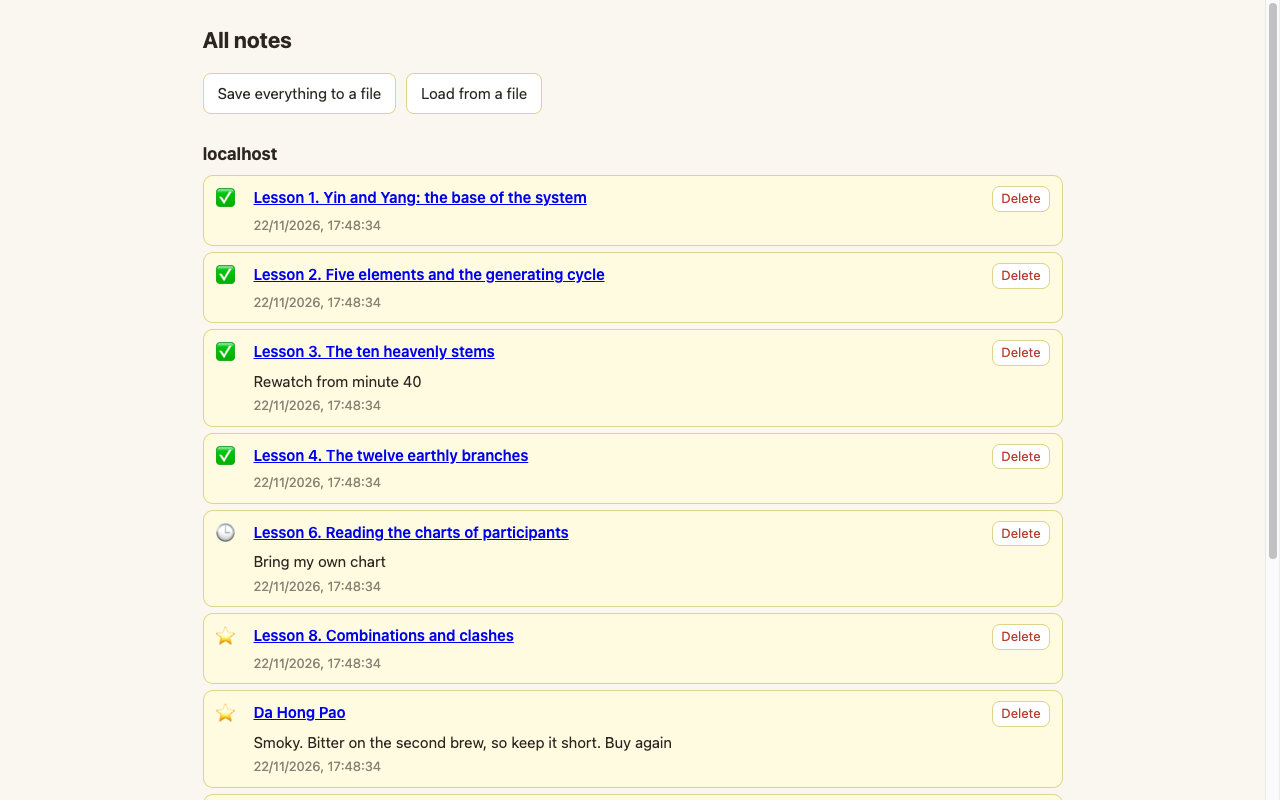 All notes
Save everything to a file
Load from a file
localhost
Lesson 1. Yin and Yang: the base of the system
Delete
22/11/2026, 17:48:34
Lesson 2. Five elements and the generating cycle
Delete
22/11/2026, 17:48:34
Lesson 3. The ten heavenly stems
Delete
Rewatch from minute 40
22/11/2026, 17:48:34
Lesson 4. The twelve earthly branches
Delete
22/11/2026, 17:48:34
Lesson 6. Reading the charts of participants
Delete
Bring my own chart
22/11/2026, 17:48:34
Lesson 8. Combinations and clashes
Delete
22/11/2026, 17:48:34
Da Hong Pao
Delete
Smoky. Bitter on the second brew, so keep it short. Buy again
22/11/2026, 17:48:34